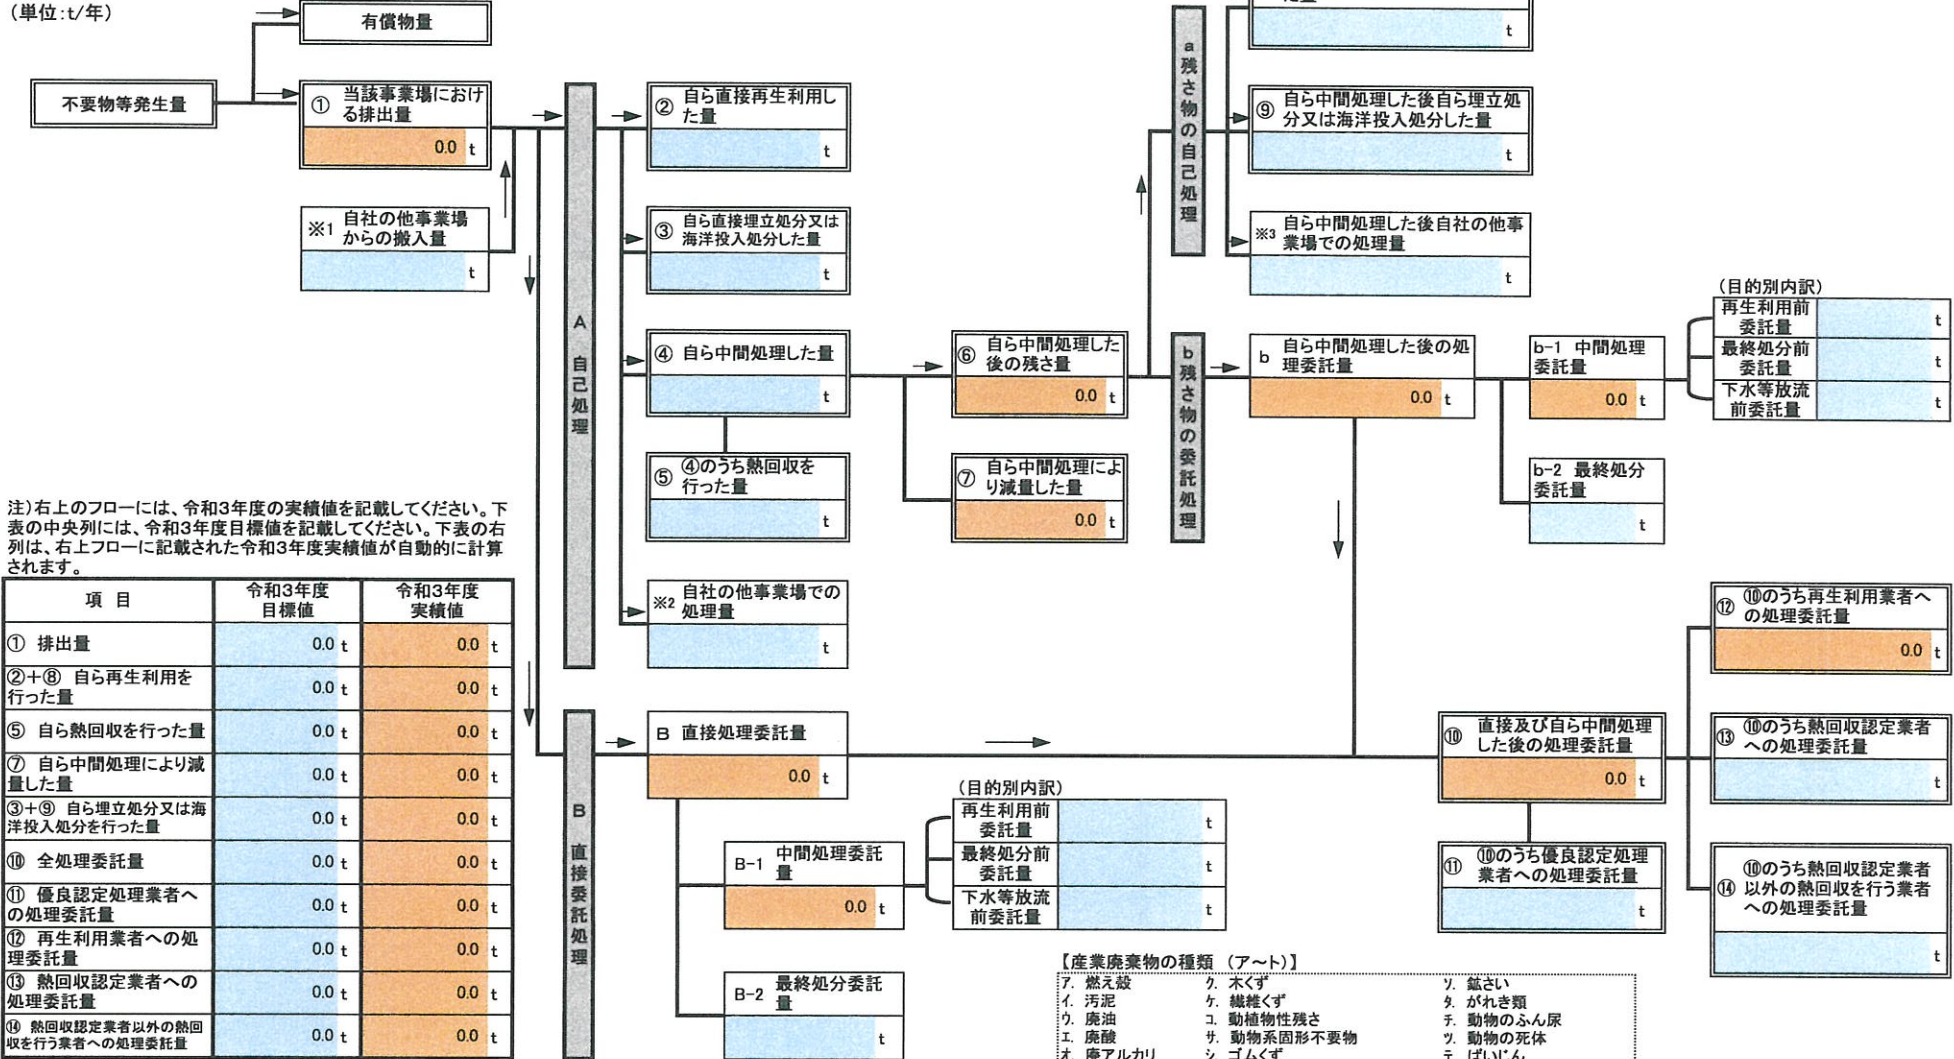 (単位:t/年)
有償物量
不要物等発生量
① 当該事業場におけ
る排出量
0.0 t
※1 自社の他事業場
からの搬入量
t
A 自己処理
② 自ら直接再生利用し
た量
t
③ 自ら直接埋立処分又は
海洋投入処分した量
t
④ 自ら中間処理した量
t
⑤ ④のうち熱回収を
行った量
t
※2 自社の他事業場での
処理量
t
⑥ 自ら中間処理した
後の残さ量
0.0 t
⑦ 自ら中間処理によ
り減量した量
0.0 t
a残さ物の自己処理
t
⑨ 自ら中間処理した後自ら埋立処
分又は海洋投入処分した量
t
※3 自ら中間処理した後自社の他事
業場での処理量
t
b残さ物の委託処理
b 自ら中間処理した後の処
理委託量
0.0 t
b-1 中間処理
委託量
0.0 t
(目的別内訳)
再生利用前
委託量
t
最終処分前
委託量
t
下水等放流
前委託量
t
b-2 最終処分
委託量
t
注)右上のフローには、令和3年度の実績値を記載してください。下
表の中央列には、令和3年度目標値を記載してください。下表の右
列は、右上フローに記載された令和3年度実績値が自動的に計算
されます。
項 目 令和3年度
目標値 令和3年度
実績値
① 排出量 0.0 t 0.0 t
②+⑧ 自ら再生利用を
行った量 0.0 t 0.0 t
⑤ 自ら熱回収を行った量 0.0 t 0.0 t
⑦ 自ら中間処理により減
量した量 0.0 t 0.0 t
③+⑨ 自ら埋立処分又は海
洋投入処分を行った量 0.0 t 0.0 t
⑩ 全処理委託量 0.0 t 0.0 t
⑪ 優良認定処理業者へ
の処理委託量 0.0 t 0.0 t
⑫ 再生利用業者への処
理委託量 0.0 t 0.0 t
⑬ 熱回収認定業者への
処理委託量 0.0 t 0.0 t
⑭ 熱回収認定業者以外の熱回
収を行う業者への処理委託量 0.0 t 0.0 t
B 直接委託処理
B 直接処理委託量
0.0 t
B-1 中間処理委託
量
0.0 t
(目的別内訳)
再生利用前
委託量
t
最終処分前
委託量
t
下水等放流
前委託量
t
B-2 最終処分委託
量
t
⑩ 直接及び自ら中間処理
した後の処理委託量
0.0 t
⑪ ⑩のうち優良認定処理
業者への処理委託量
t
⑫ ⑩のうち再生利用業者へ
の処理委託量
0.0 t
⑬ ⑩のうち熱回収認定業者
への処理委託量
t
⑭ ⑩のうち熱回収認定業者
以外の熱回収を行う業者
への処理委託量
t
【産業廃棄物の種類 (ア~ト)】
ア. 燃え殻 ク. 木くず ソ. 鉱さい
イ. 汚泥 ケ. 繊維くず タ. がれき類
ウ. 廃油 コ. 動植物性残さ チ. 動物のふん尿
エ. 廃酸 サ. 動物系固形不要物 ツ. 動物の死体
オ. 廃アルカリ シ. ゴムくず テ. ばいじん